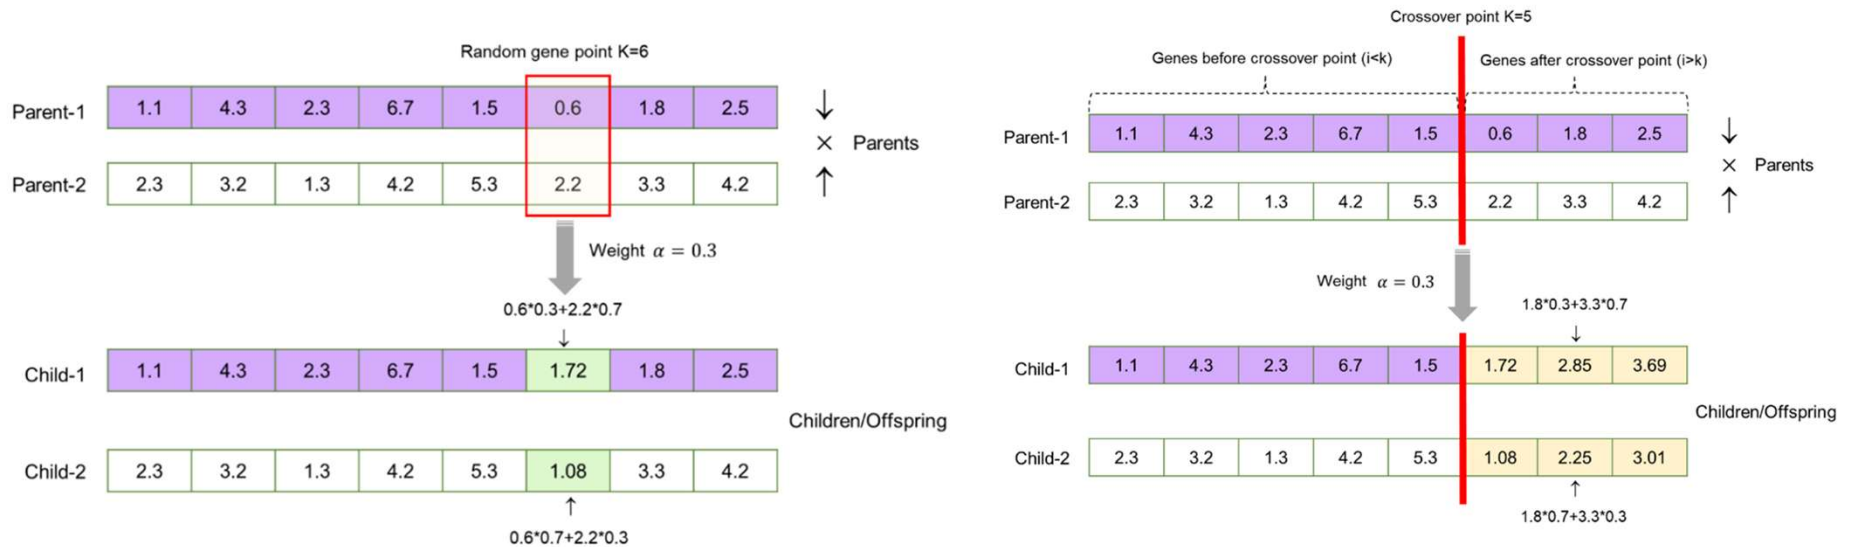 Random gene point K=6
Parent-1 1.1 4.3 2.3 6.7 1.5 0.6 1.8 2.5
× Parents
Parent-2 2.3 3.2 1.3 4.2 5.3 2.2 3.3 4.2
Weight α = 0.3
0.6*0.3+2.2*0.7
Child-1 1.1 4.3 2.3 6.7 1.5 1.72 1.8 2.5
Children/Offspring
Child-2 2.3 3.2 1.3 4.2 5.3 1.08 3.3 4.2
0.6*0.7+2.2*0.3
Crossover point K=5
Genes before crossover point (i<k) Genes after crossover point (i>k)
Parent-1 1.1 4.3 2.3 6.7 1.5 0.6 1.8 2.5
× Parents
Parent-2 2.3 3.2 1.3 4.2 5.3 2.2 3.3 4.2
Weight α = 0.3
1.8*0.3+3.3*0.7
Child-1 1.1 4.3 2.3 6.7 1.5 1.72 2.85 3.69
Children/Offspring
Child-2 2.3 3.2 1.3 4.2 5.3 1.08 2.25 3.01
1.8*0.7+3.3*0.3